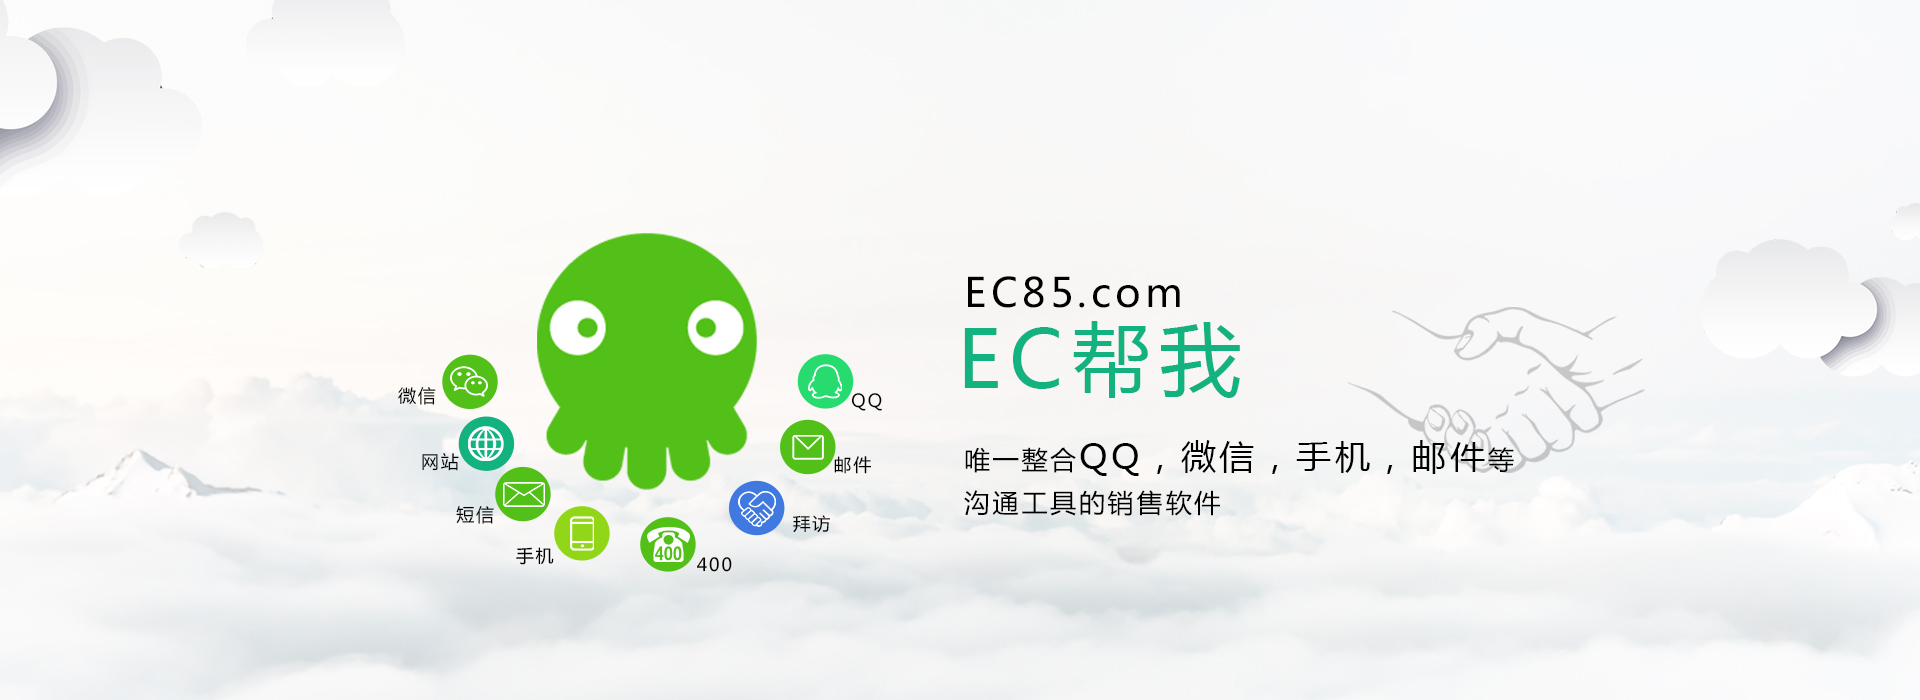 EC85.com
EC帮我
唯一整合QQ，微信，手机，邮件等
沟通工具的销售软件
微信
网站
短信
手机
400
400
拜访
邮件
QQ